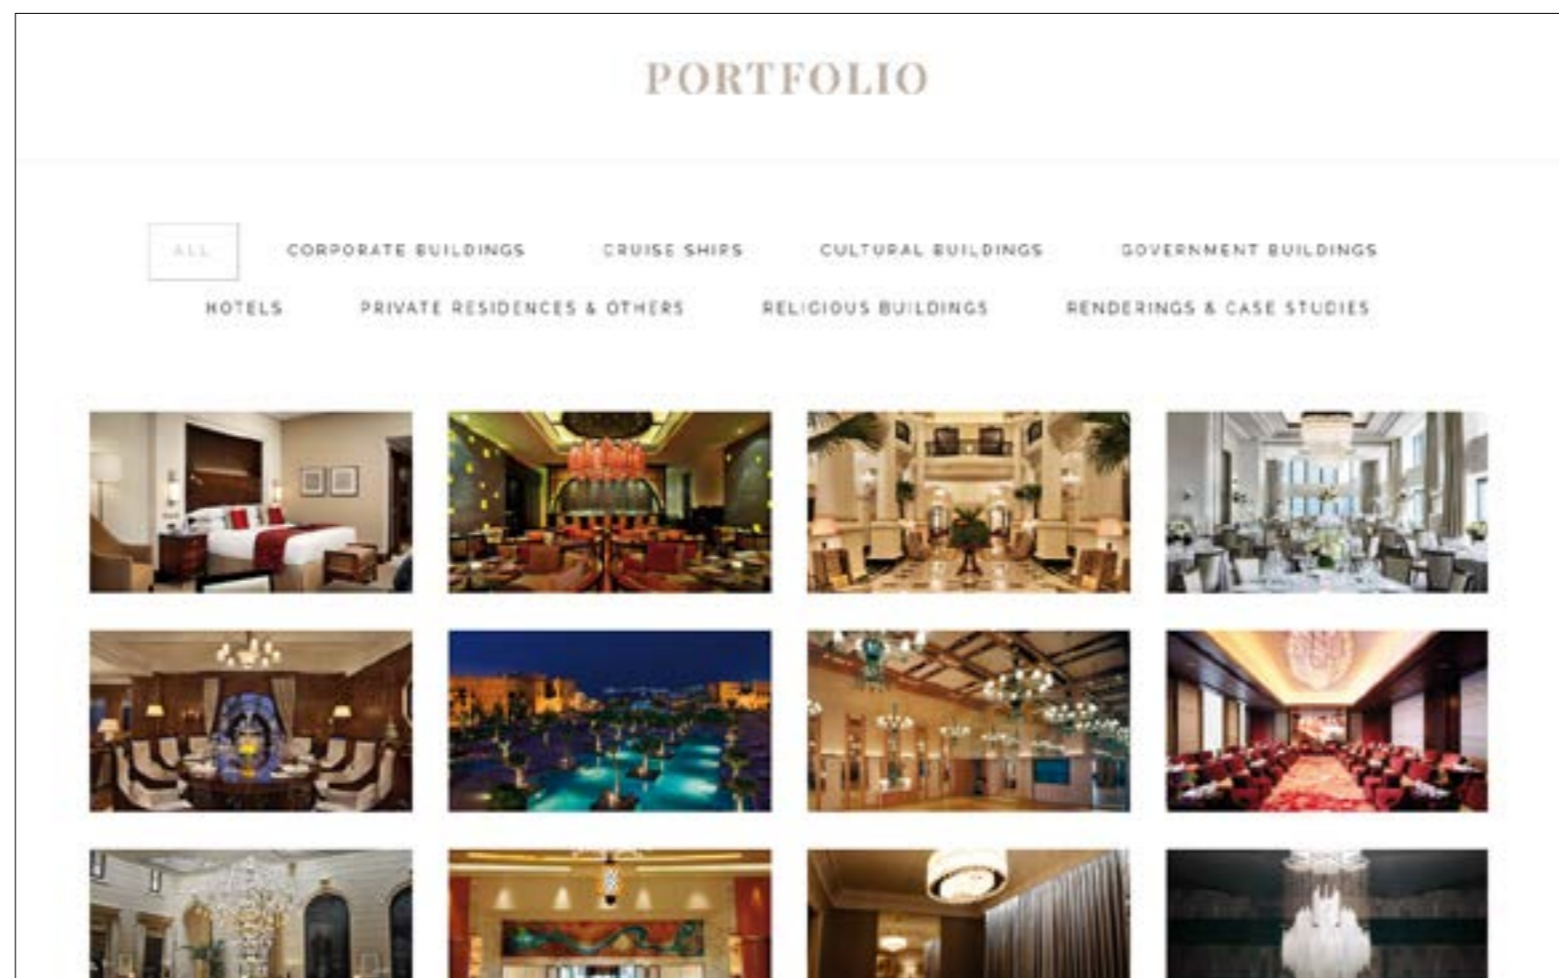 PORTFOLIO
ALL CORPORATE BUILDINGS CRUISE SHIPS CULTURAL BUILDINGS GOVERNMENT BUILDINGS
HOTELS PRIVATE RESIDENCES & OTHERS RELIGIOUS BUILDINGS RENDERINGS & CASE STUDIES